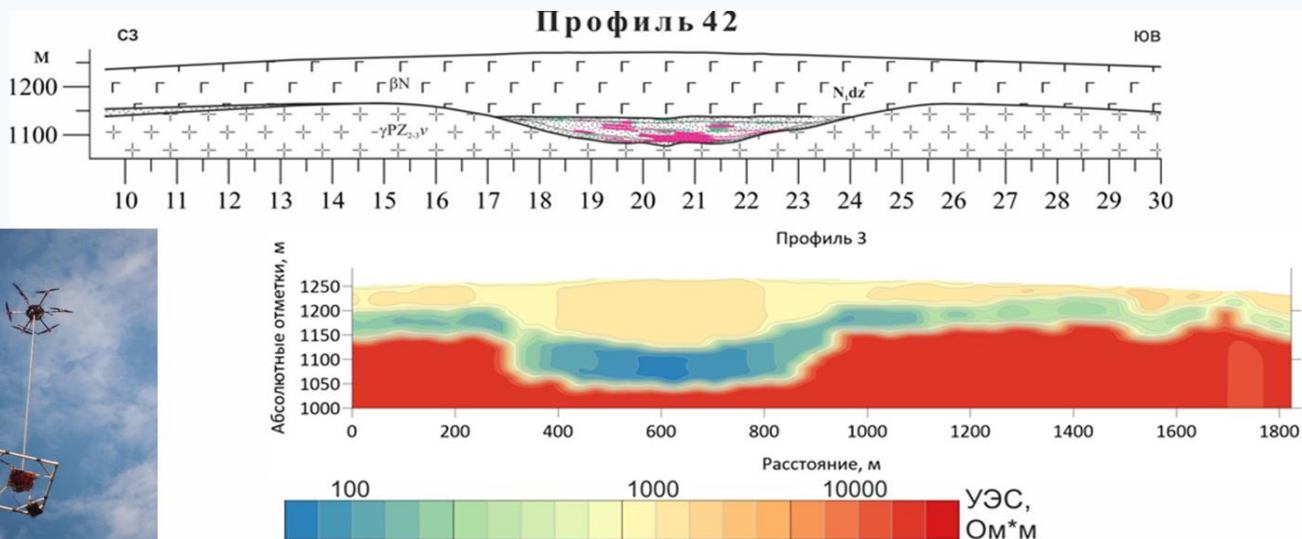 Профиль 42
СЗ
ЮВ
м
1200
1100
βN
N₁dz
γPZ₂₋₃v
10 11 12 13 14 15 16 17 18 19 20 21 22 23 24 25 26 27 28 29 30
Профиль 3
Абсолютные отметки, м
1250
1200
1150
1100
1050
1000
0 200 400 600 800 1000 1200 1400 1600 1800
Расстояние, м
100 1000 10000
УЭС,
Ом*м